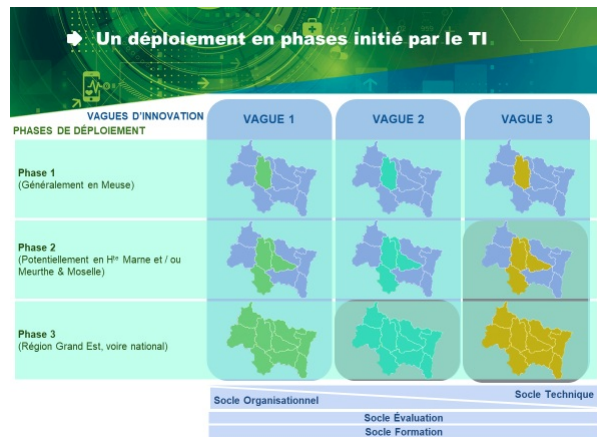 Un déploiement en phases initié par le TI
VAGUES D'INNOVATION
VAGUE 1
VAGUE 2
VAGUE 3
PHASES DE DÉPLOIEMENT
Phase 1
(Généralement en Meuse)
Phase 2
(Potentiellement en Hte Marne et / ou
Meurthe & Moselle)
Phase 3
(Région Grand Est, voire national)
Socle Organisationnel
Socle Technique
Socle Évaluation
Socle Formation